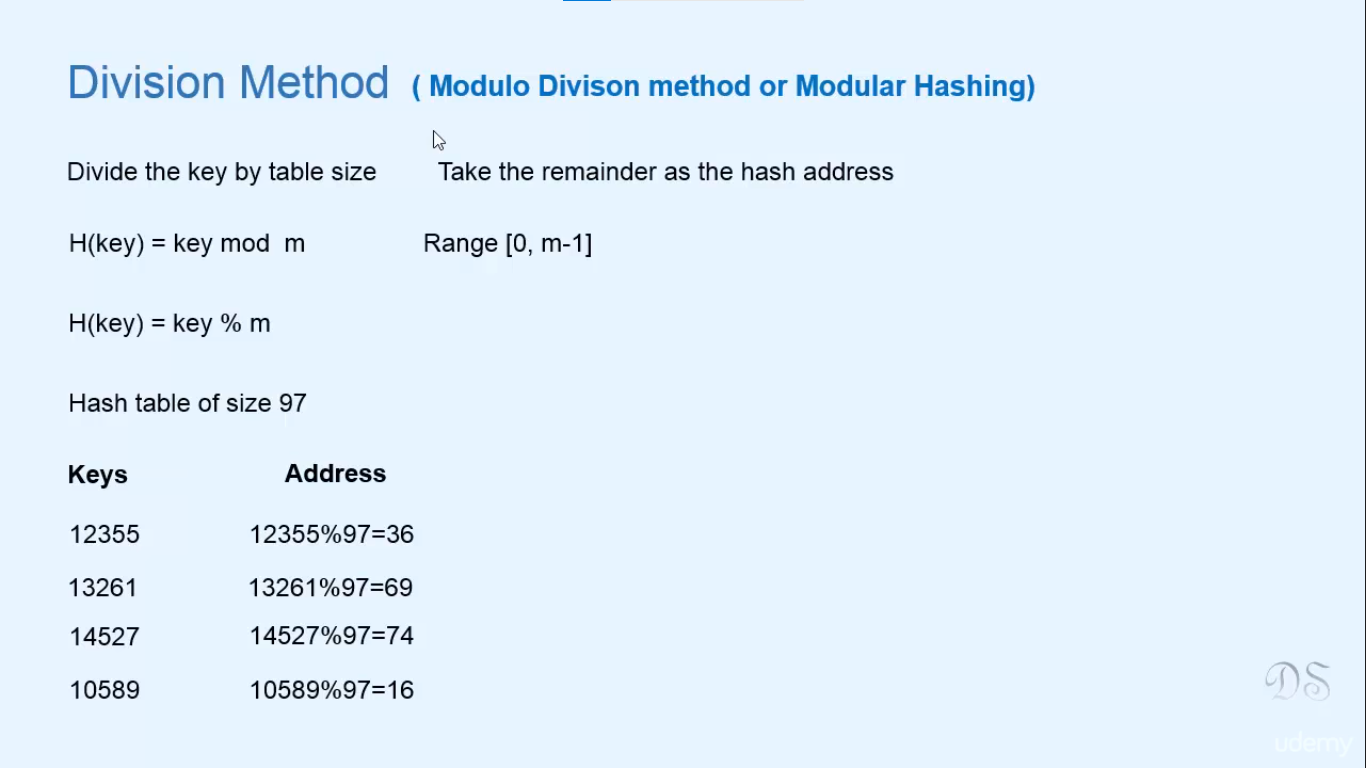 Division Method ( Modulo Divison method or Modular Hashing)
Divide the key by table size Take the remainder as the hash address
H(key) = key mod m Range [0, m-1]
H(key) = key % m
Hash table of size 97
Keys Address
12355 12355%97=36
13261 13261%97=69
14527 14527%97=74
10589 10589%97=16
DS
udemy